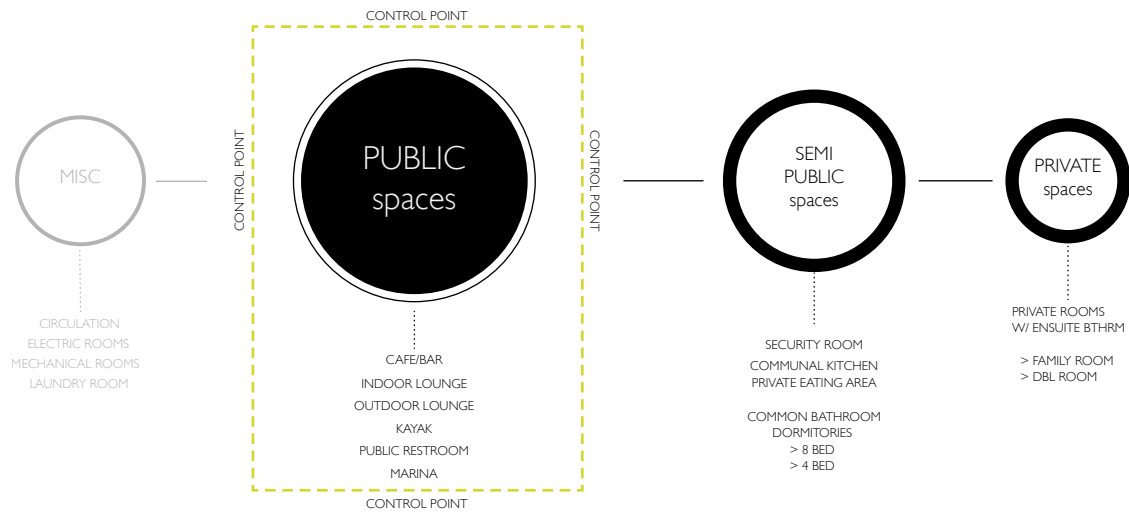 CONTROL POINT
CONTROL POINT
CONTROL POINT
CONTROL POINT
MISC
CIRCULATION
ELECTRIC ROOMS
MECHANICAL ROOMS
LAUNDRY ROOM
PUBLIC
spaces
CAFE/BAR
INDOOR LOUNGE
OUTDOOR LOUNGE
KAYAK
PUBLIC RESTROOM
MARINA
SEMI
PUBLIC
spaces
SECURITY ROOM
COMMUNAL KITCHEN
PRIVATE EATING AREA
COMMON BATHROOM
DORMITORIES
> 8 BED
> 4 BED
PRIVATE
spaces
PRIVATE ROOMS
W/ ENSUITE BTHRM
> FAMILY ROOM
> DBL ROOM